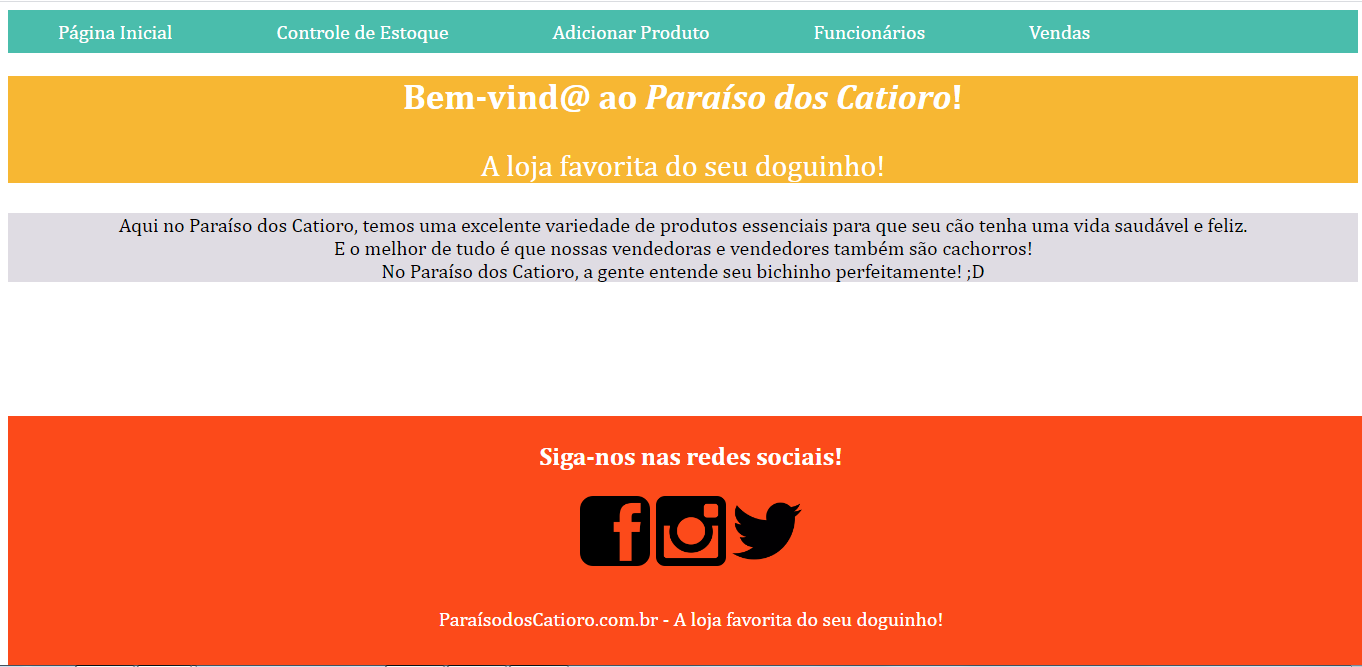 Página Inicial Controle de Estoque Adicionar Produto Funcionários Vendas
Bem-vind@ ao Paraíso dos Catioro!
A loja favorita do seu doguinho!
Aqui no Paraíso dos Catioro, temos uma excelente variedade de produtos essenciais para que seu cão tenha uma vida saudável e feliz.
E o melhor de tudo é que nossas vendedoras e vendedores também são cachorros!
No Paraíso dos Catioro, a gente entende seu bichinho perfeitamente! ;D
Siga-nos nas redes sociais!
ParaísodosCatioro.com.br - A loja favorita do seu doguinho!